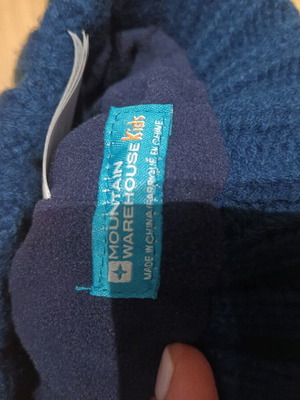 MOUNTAIN
WAREHOUSE Kids
MADE IN CHINA/FABRIQUÉ EN CHINE